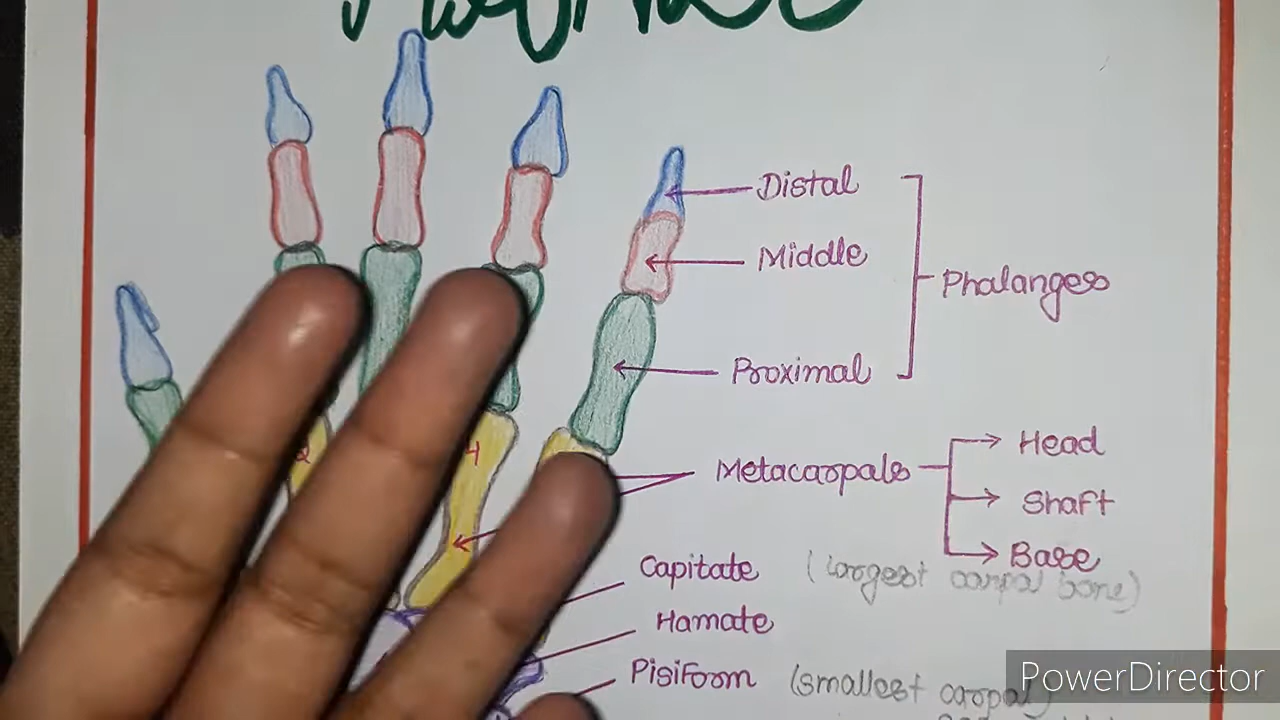 Distal
Middle
Phalanges
Proximal
Metacarpals
Head
Shaft
Base
Capitate (largest carpal bone)
Hamate
Pisiform (smallest carpal)
PowerDirector